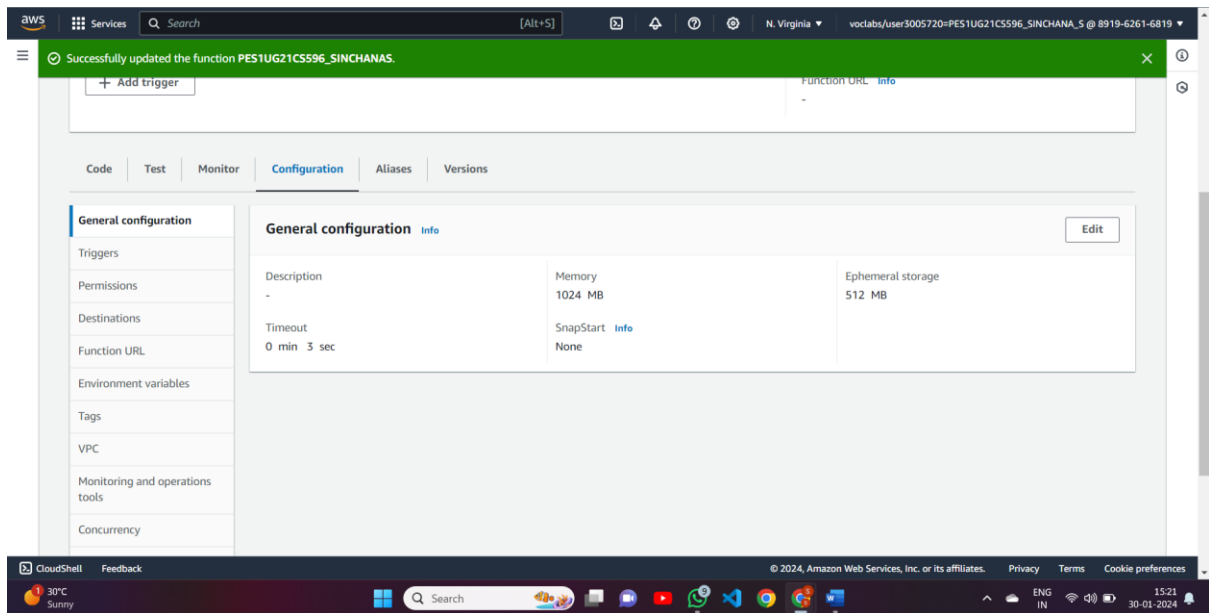 aws
Services
Search
[Alt+S]
N. Virginia
voclabs/user3005720=PES1UG21CS596_SINCHANA_S @ 8919-6261-6819
Successfully updated the function PES1UG21CS596_SINCHANAS.
+ Add trigger
Function URL Info
-
Code
Test
Monitor
Configuration
Aliases
Versions
General configuration
Triggers
Permissions
Destinations
Function URL
Environment variables
Tags
VPC
Monitoring and operations
tools
Concurrency
General configuration Info
Edit
Description
-
Memory
1024 MB
Ephemeral storage
512 MB
Timeout
0 min 3 sec
SnapStart Info
None
CloudShell
Feedback
© 2024, Amazon Web Services, Inc. or its affiliates.
Privacy
Terms
Cookie preferences
1
30°C
Sunny
Search
9
ENG
IN
15:21
30-01-2024